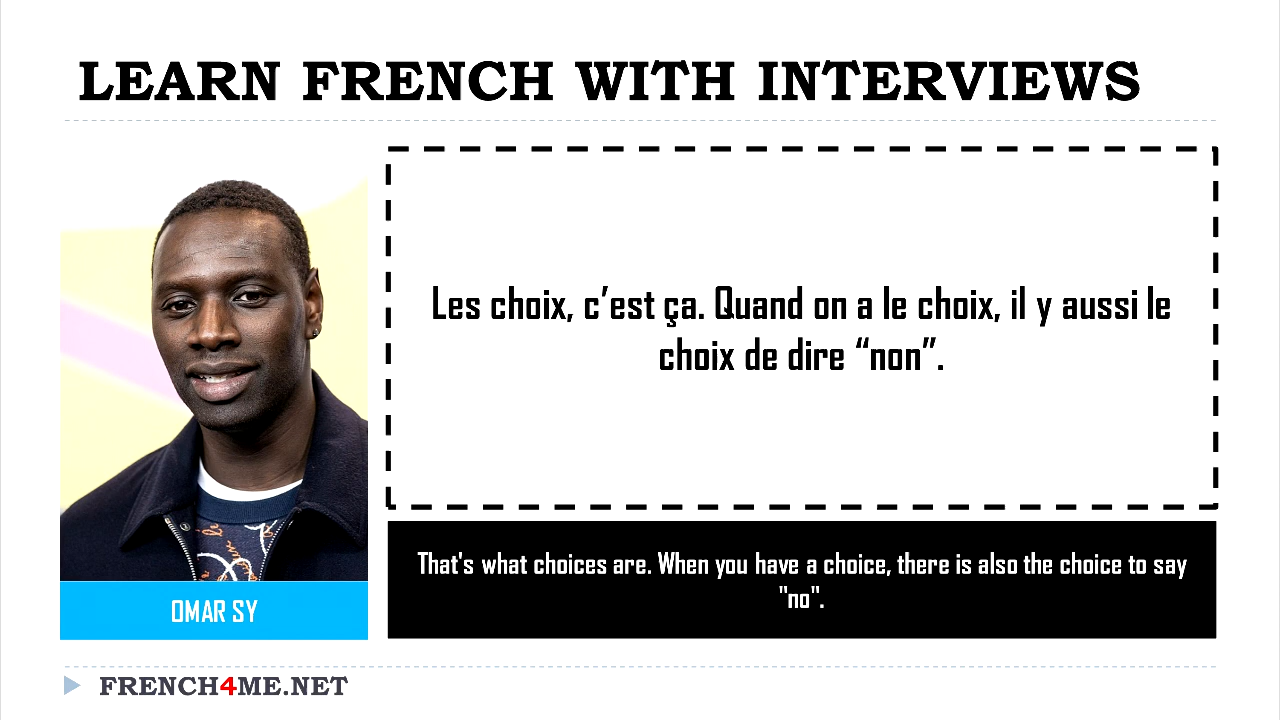 LEARN FRENCH WITH INTERVIEWS
Les choix, c’est ça. Quand on a le choix, il y aussi le
choix de dire “non”.
That's what choices are. When you have a choice, there is also the choice to say
"no".
OMAR SY
FRENCH4ME.NET